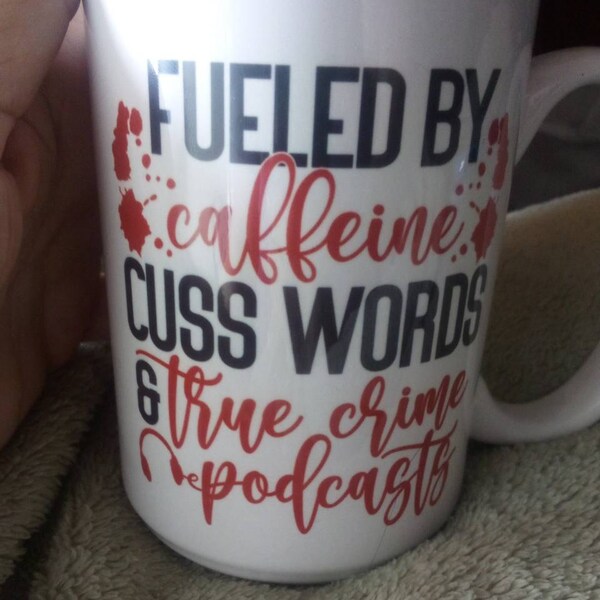 FUELED BY
caffeine
CUSS WORDS
& true crime
podcasts